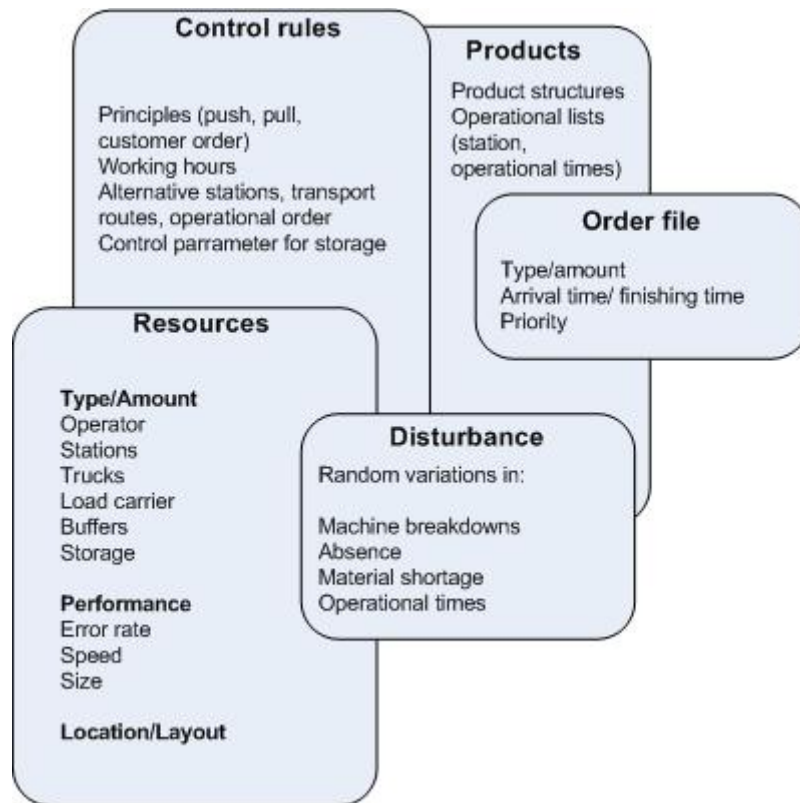 Control rules
Principles (push, pull,
customer order)
Working hours
Alternative stations, transport
routes, operational order
Control parrameter for storage
Products
Product structures
Operational lists
(station,
operational times)
Order file
Type/amount
Arrival time/ finishing time
Priority
Resources
Type/Amount
Operator
Stations
Trucks
Load carrier
Buffers
Storage
Performance
Error rate
Speed
Size
Location/Layout
Disturbance
Random variations in:
Machine breakdowns
Absence
Material shortage
Operational times